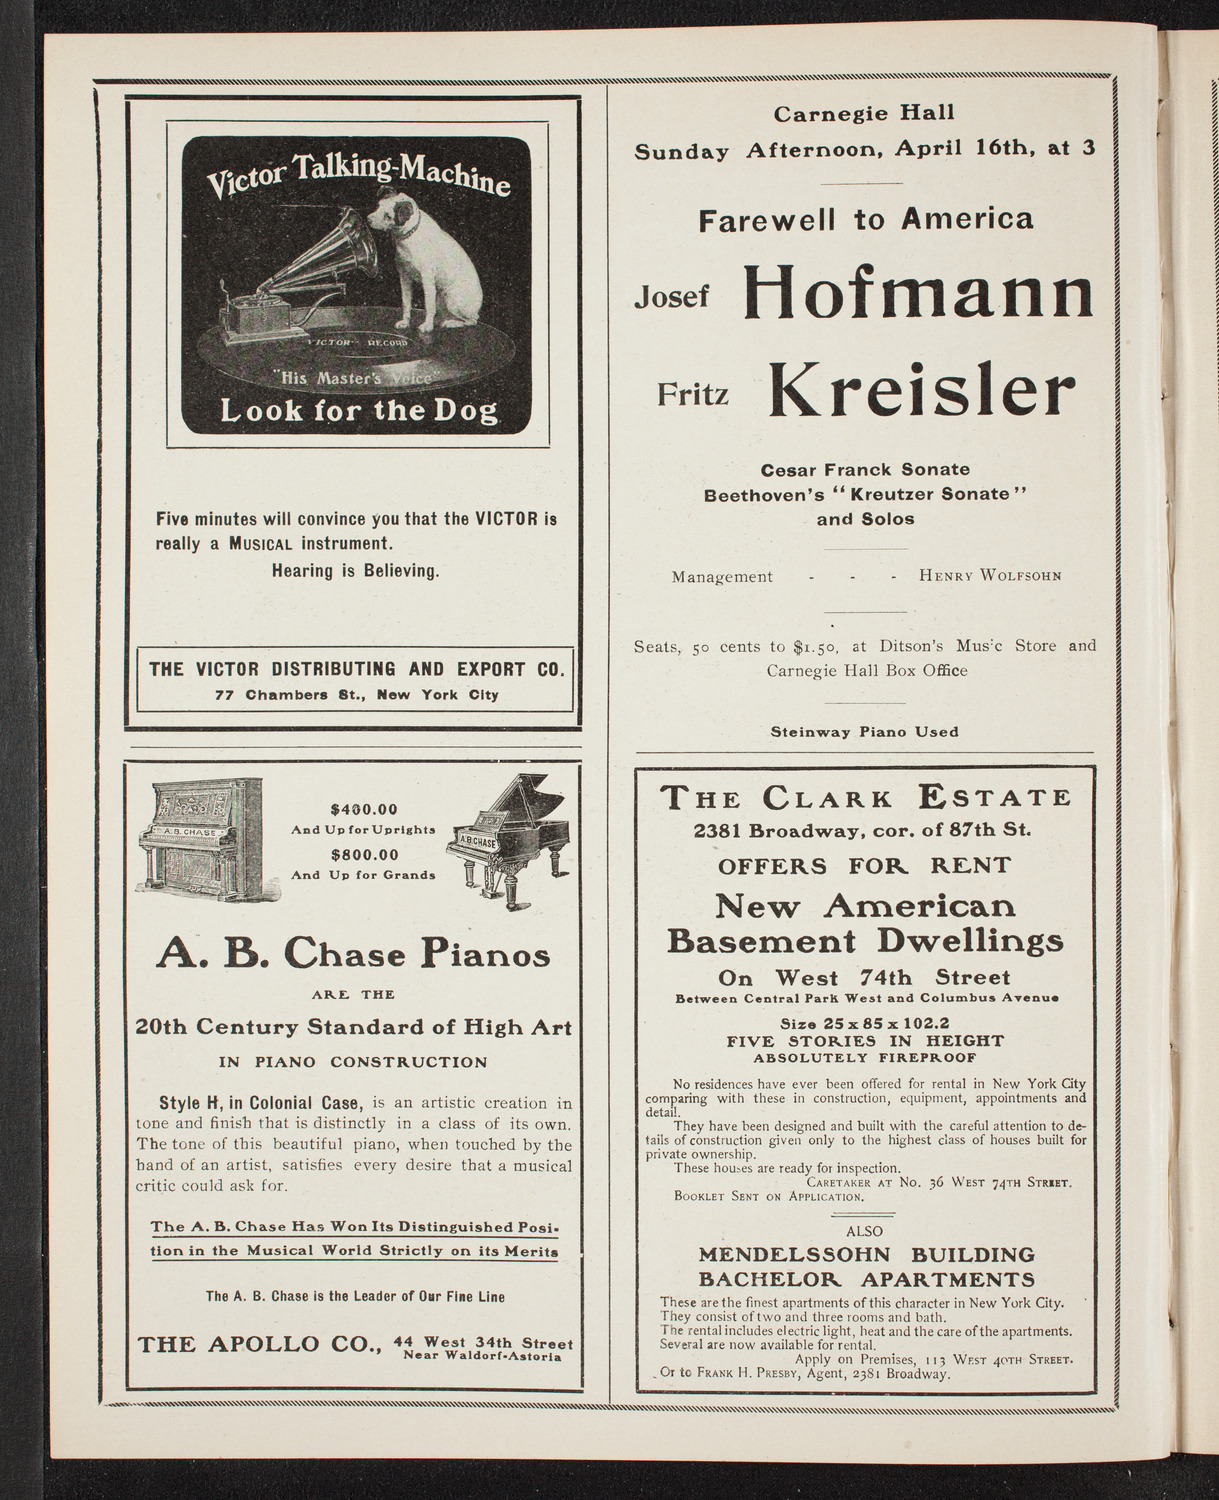 Victor Talking-Machine
VICTOR RECORD
"His Master's Voice"
Look for the Dog
Five minutes will convince you that the VICTOR is
really a MUSICAL instrument.
Hearing is Believing.
THE VICTOR DISTRIBUTING AND EXPORT CO.
77 Chambers St., New York City
A.B. CHASE
$400.00
And Up for Uprights
$800.00
And Up for Grands
A.B.CHASE
A. B. Chase Pianos
ARE THE
20th Century Standard of High Art
IN PIANO CONSTRUCTION
Style H, in Colonial Case, is an artistic creation in
tone and finish that is distinctly in a class of its own.
The tone of this beautiful piano, when touched by the
hand of an artist, satisfies every desire that a musical
critic could ask for.
The A. B. Chase Has Won Its Distinguished Posi-
tion in the Musical World Strictly on its Merits
The A. B. Chase is the Leader of Our Fine Line
THE APOLLO CO., 44 West 34th Street
Near Waldorf-Astoria
Carnegie Hall
Sunday Afternoon, April 16th, at 3
Farewell to America
Josef Hofmann
Fritz Kreisler
Cesar Franck Sonate
Beethoven's "Kreutzer Sonate"
and Solos
Management - - - HENRY WOLFSOHN
Seats, 50 cents to $1.50, at Ditson's Music Store and
Carnegie Hall Box Office
Steinway Piano Used
THE CLARK ESTATE
2381 Broadway, cor. of 87th St.
OFFERS FOR RENT
New American
Basement Dwellings
On West 74th Street
Between Central Park West and Columbus Avenue
Size 25 x 85 x 102.2
FIVE STORIES IN HEIGHT
ABSOLUTELY FIREPROOF
No residences have ever been offered for rental in New York City
comparing with these in construction, equipment, appointments and
detail.
They have been designed and built with the careful attention to de-
tails of construction given only to the highest class of houses built for
private ownership.
These houses are ready for inspection.
CARETAKER AT NO. 36 WEST 74TH STREET.
BOOKLET SENT ON APPLICATION.
ALSO
MENDELSSOHN BUILDING
BACHELOR APARTMENTS
These are the finest apartments of this character in New York City.
They consist of two and three rooms and bath.
The rental includes electric light, heat and the care of the apartments.
Several are now available for rental.
Apply on Premises, 113 WEST 40TH STREET.
Or to FRANK H. PRESBY, Agent, 2381 Broadway.